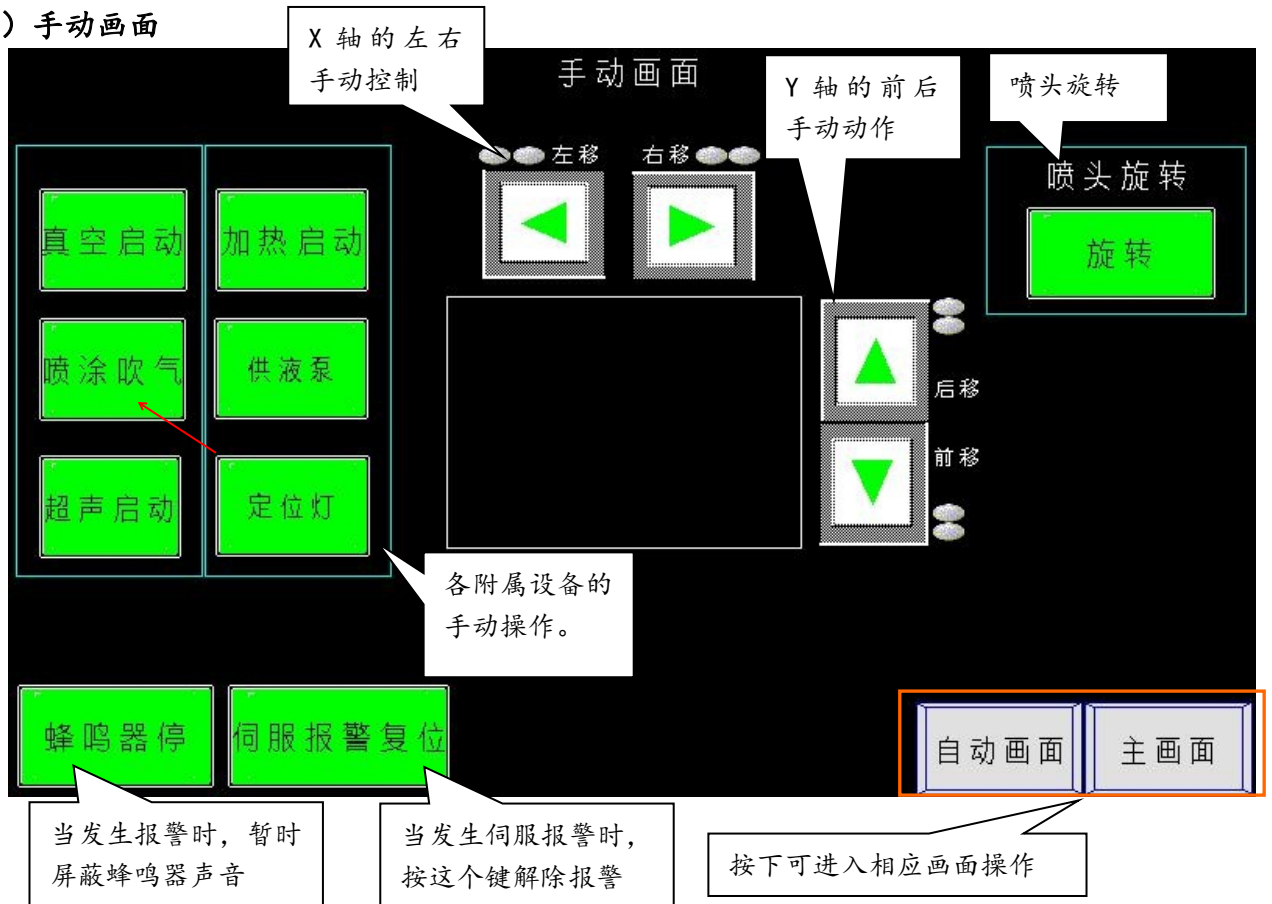 ）手动画面
X 轴的左右
手动控制
手动画面
Y 轴的前后
手动动作
喷头旋转
左移
右移
喷头旋转
真空启动
加热启动
旋转
喷涂吹气
供液泵
后移
前移
超声启动
定位灯
各附属设备的
手动操作。
蜂鸣器停
伺服报警复位
自动画面
主画面
当发生报警时，暂时
屏蔽蜂鸣器声音
当发生伺服报警时，
按这个键解除报警
按下可进入相应画面操作